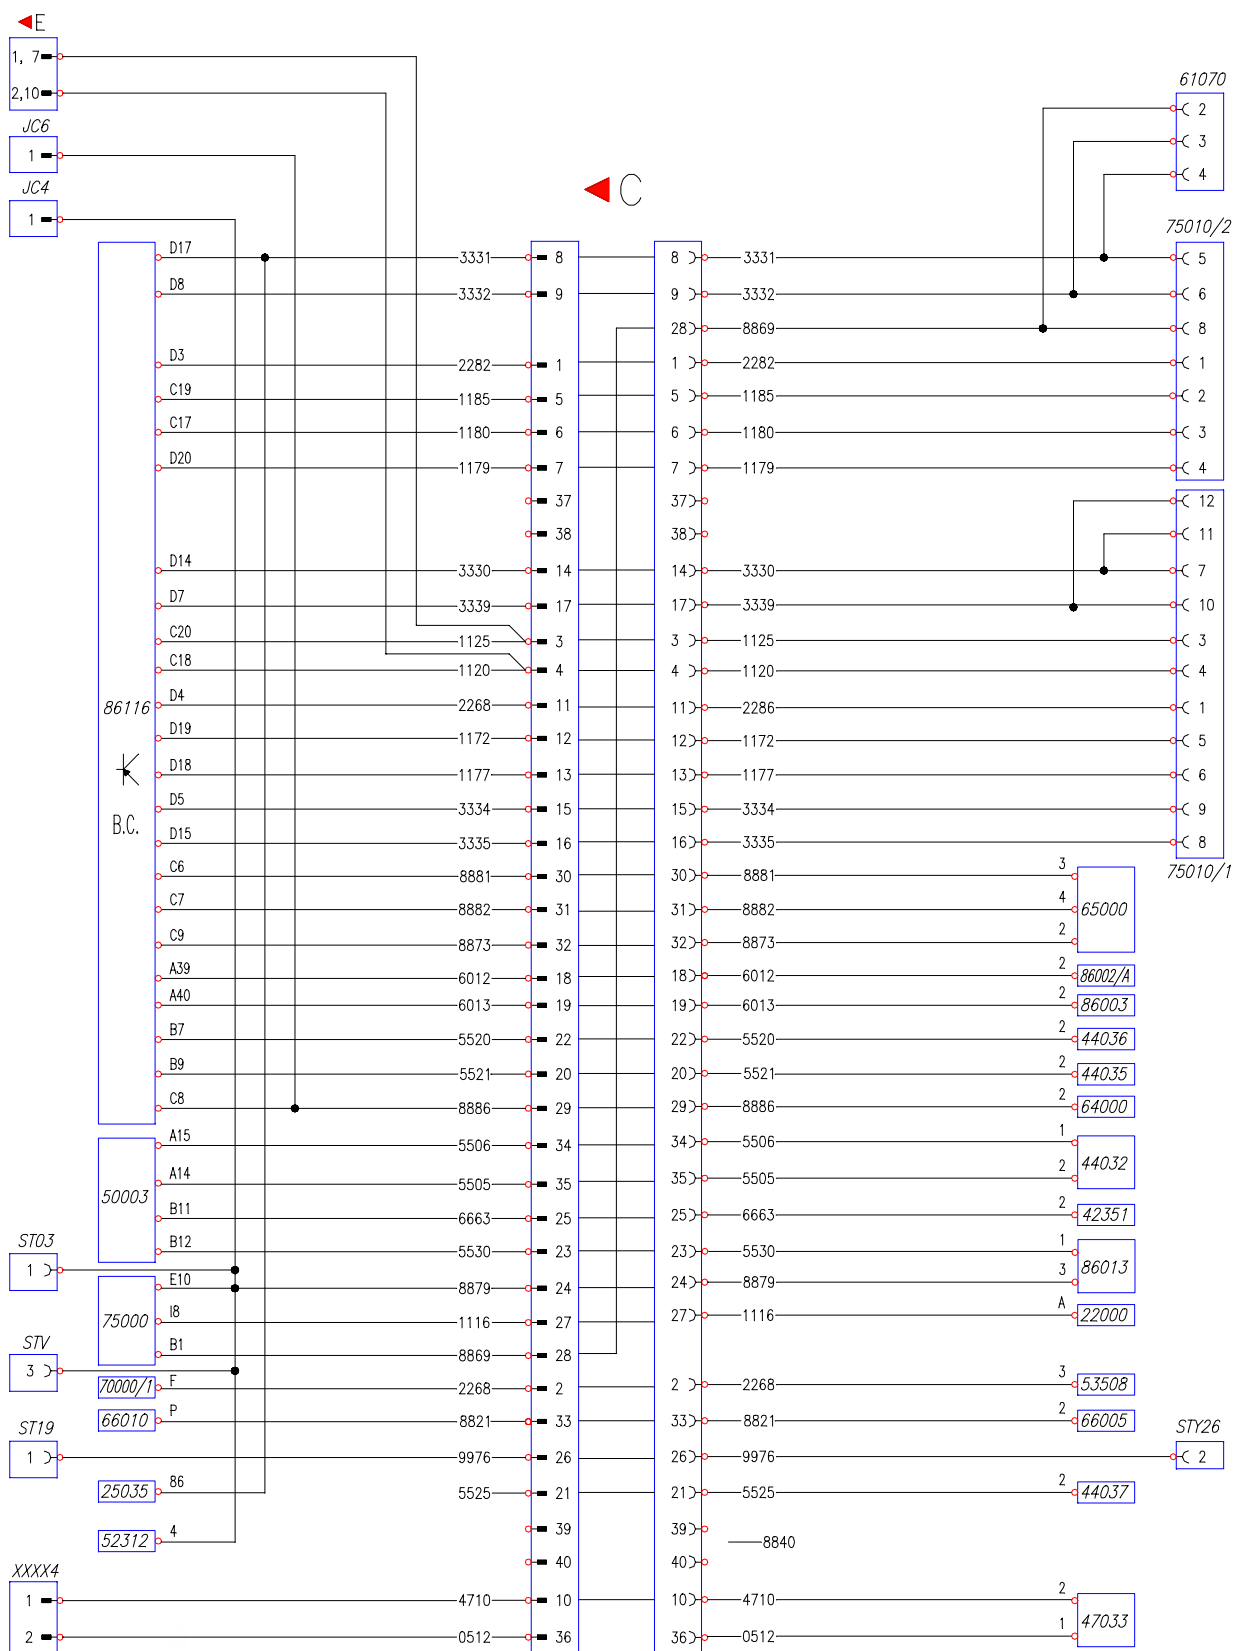 E
1, 7
2,10
JC6
1
JC4
1
61070
2
3
4
C
75010/2
D17 3331 8 8 3331 5
D8 3332 9 9 3332 6
28 8869 8
D3 2282 1 1 2282 1
C19 1185 5 5 1185 2
C17 1180 6 6 1180 3
D20 1179 7 7 1179 4
37 37 12
38 38 11
D14 3330 14 14 3330 7
D7 3339 17 17 3339 10
C20 1125 3 3 1125 3
C18 1120 4 4 1120 4
86116
D4 2268 11 11 2286 1
D19 1172 12 12 1172 5
D18 1177 13 13 1177 6
D5 3334 15 15 3334 9
B.C.
D15 3335 16 16 3335 8
75010/1
C6 8881 30 30 8881 3
C7 8882 31 31 8882 4 65000
C9 8873 32 32 8873 2
A39 6012 18 18 6012 2 86002/A
A40 6013 19 19 6013 2 86003
B7 5520 22 22 5520 2 44036
B9 5521 20 20 5521 2 44035
C8 8886 29 29 8886 2 64000
A15 5506 34 34 5506 1
44032
A14 5505 35 35 5505 2
50003
B11 6663 25 25 6663 2 42351
B12 5530 23 23 5530 1
86013
ST03
1
E10 8879 24 24 8879 3
75000
I8 1116 27 27 1116 A 22000
B1 8869 28
STV
3
70000/1 F 2268 2 2 2268 3 53508
66010 P 8821 33 33 8821 2 66005
ST19
1 9976 26 26 9976
STY26
2
25035 86 5525 21 21 5525 2 44037
39 39
52312 4 8840
40 40
XXXX4
1 4710 10 10 4710 2
47033
2 0512 36 36 0512 1